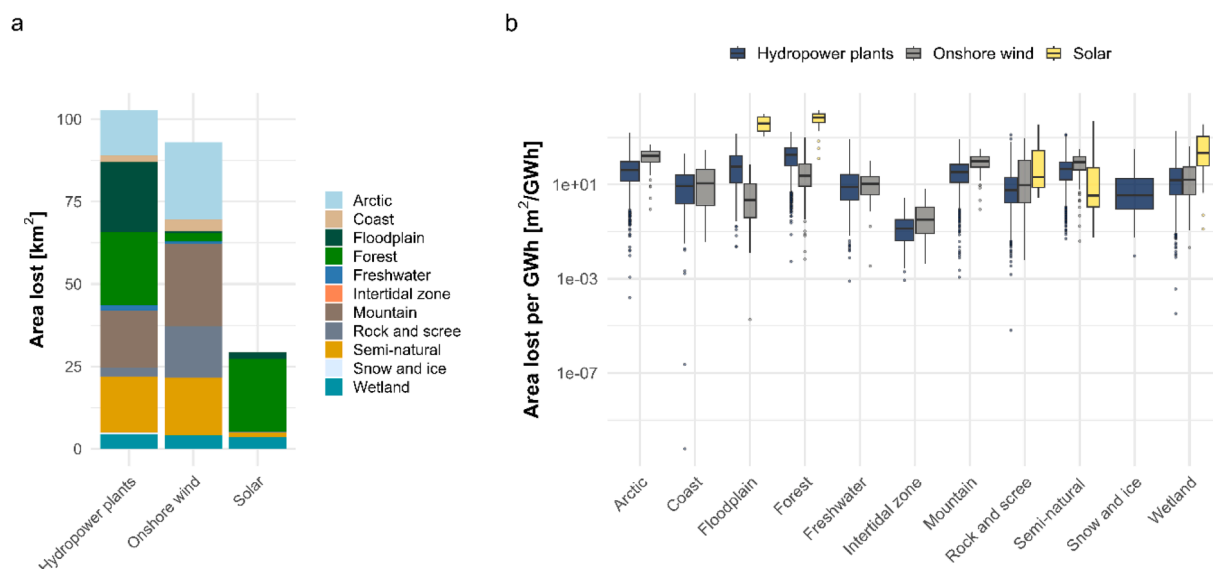 a
Area lost [km²]
100
75
50
25
0
Hydropower plants
Onshore wind
Solar
Arctic
Coast
Floodplain
Forest
Freshwater
Intertidal zone
Mountain
Rock and scree
Semi-natural
Snow and ice
Wetland
b
Hydropower plants Onshore wind Solar
Area lost per GWh [m²/GWh]
1e+01
1e-03
1e-07
Arctic
Coast
Floodplain
Forest
Freshwater
Intertidal zone
Mountain
Rock and scree
Semi-natural
Snow and ice
Wetland